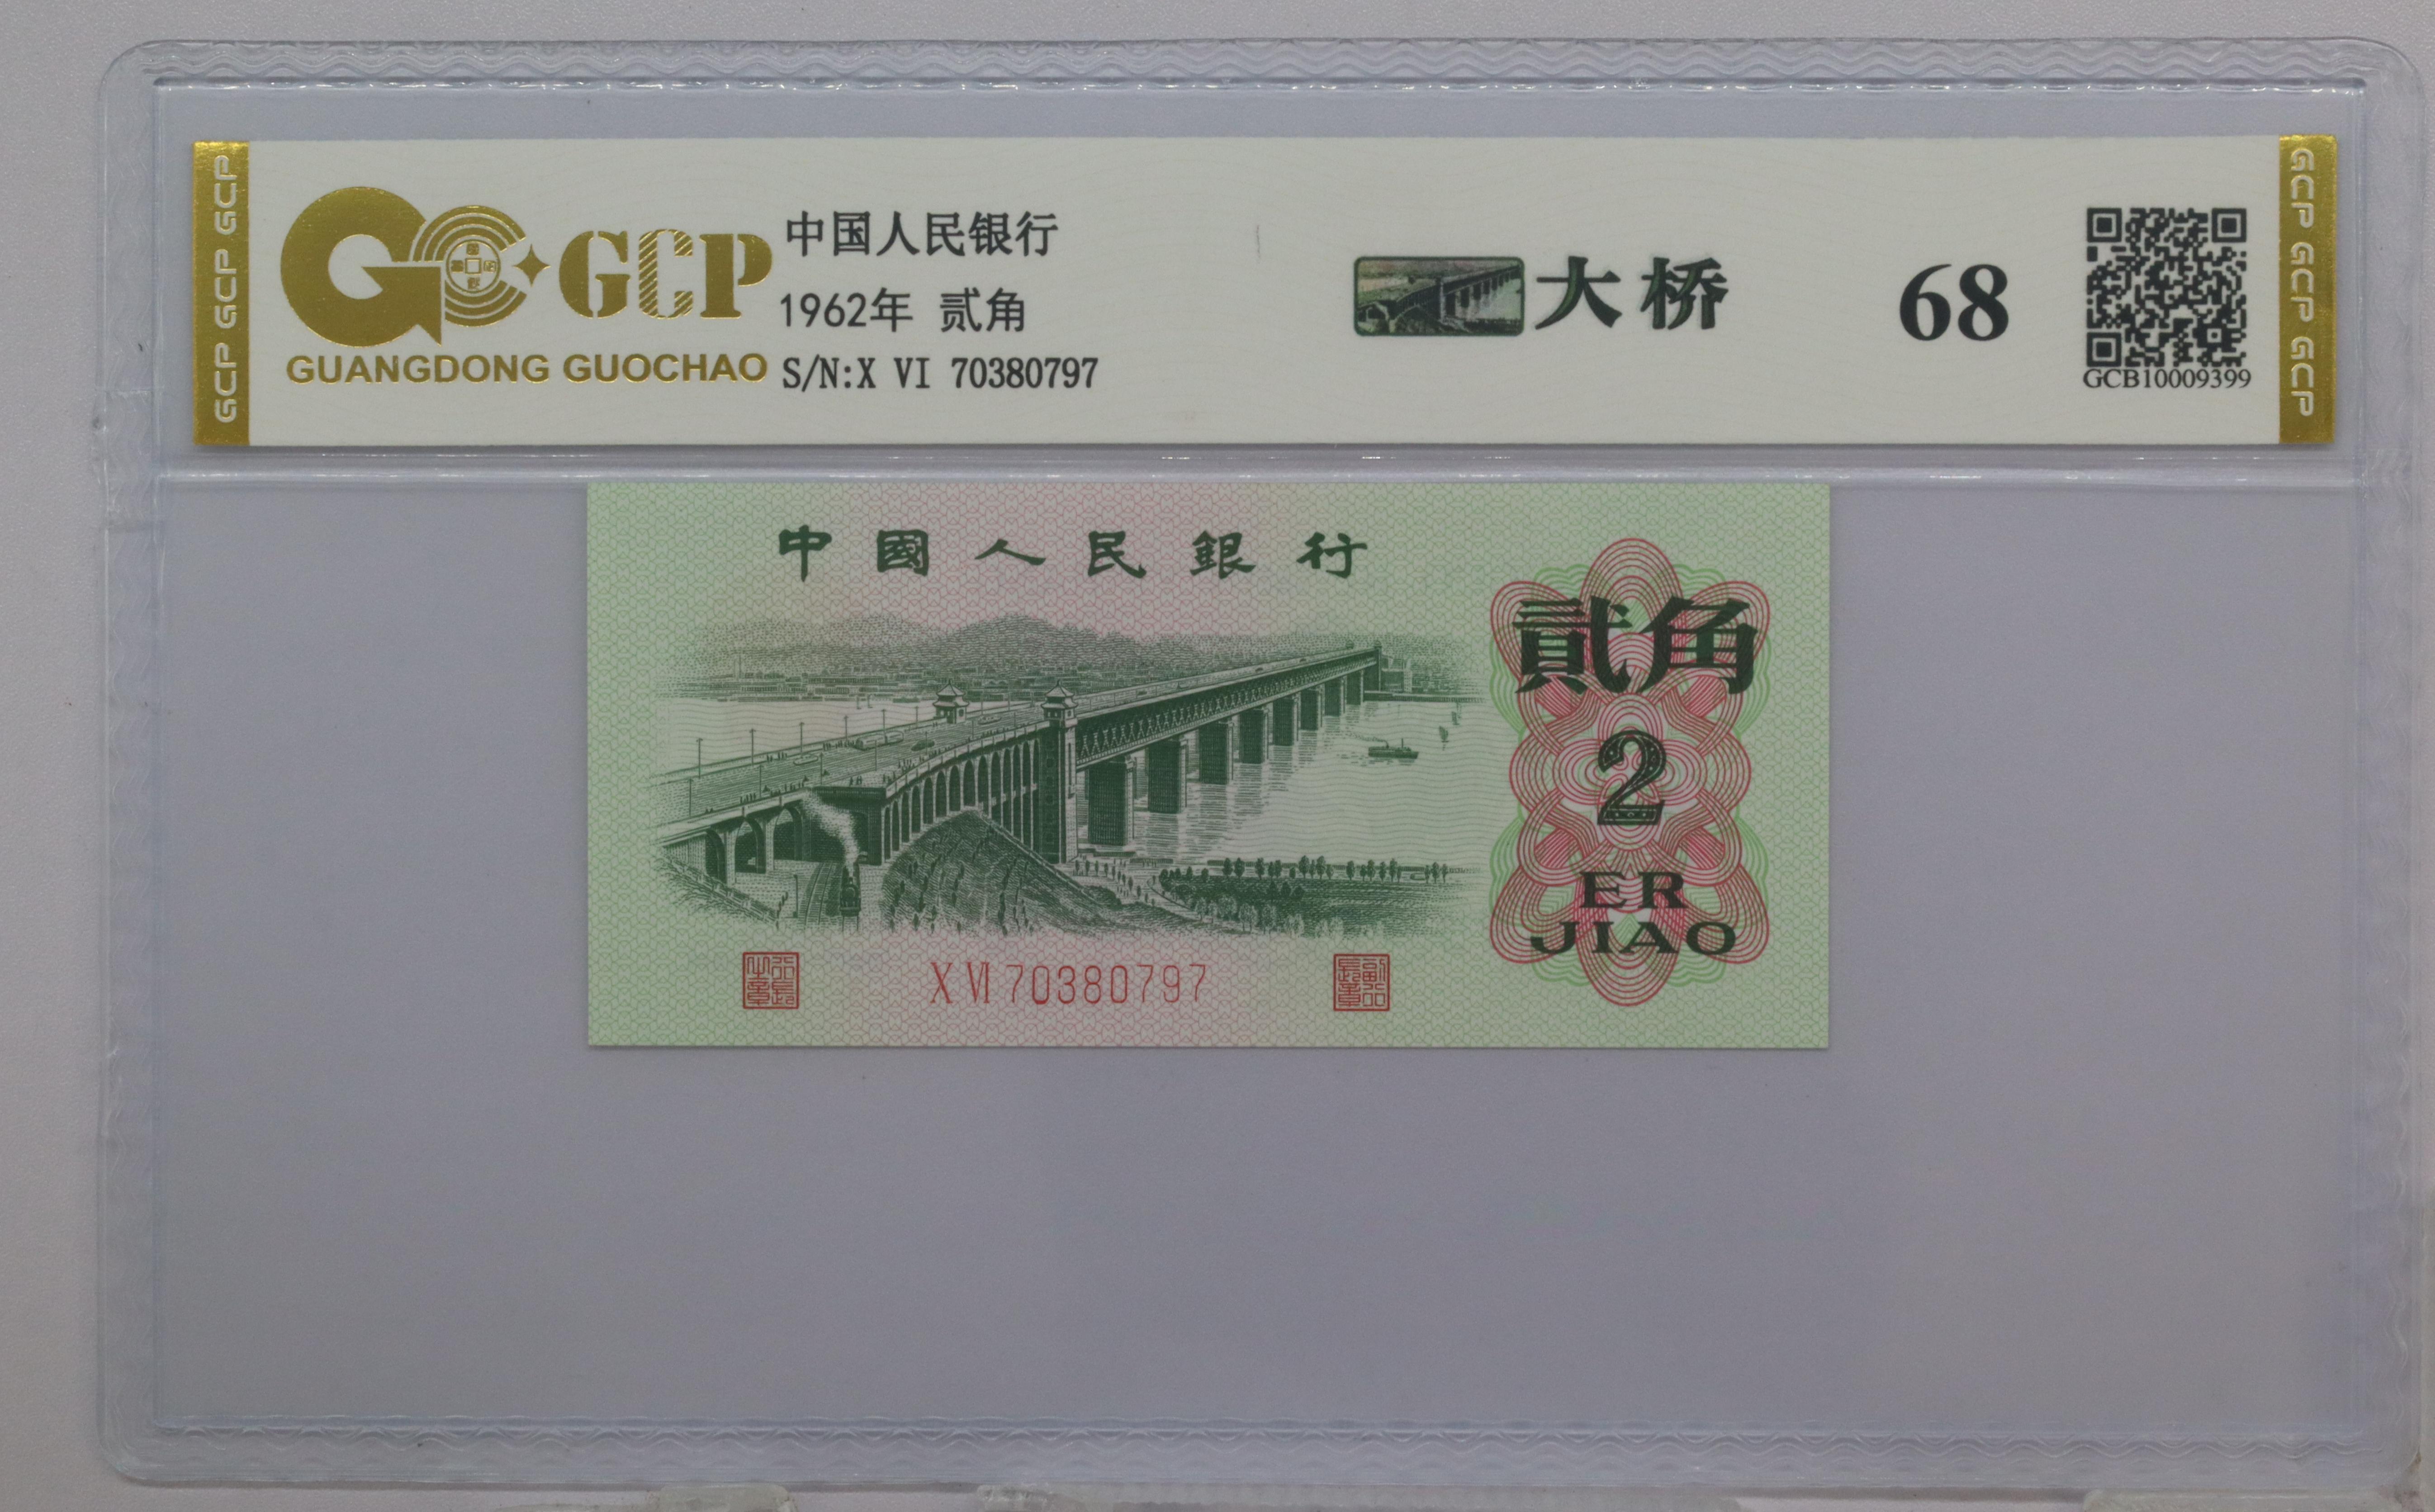 GCP GCP GCP
GCP
GUANGDONG GUOCHAO
中国人民银行
1962年 贰角
S/N:X VI 70380797
大桥
68
GCB10009399
GCP GCP GCP
中國人民銀行
貳角
2
ER
JIAO
X VI 70380797